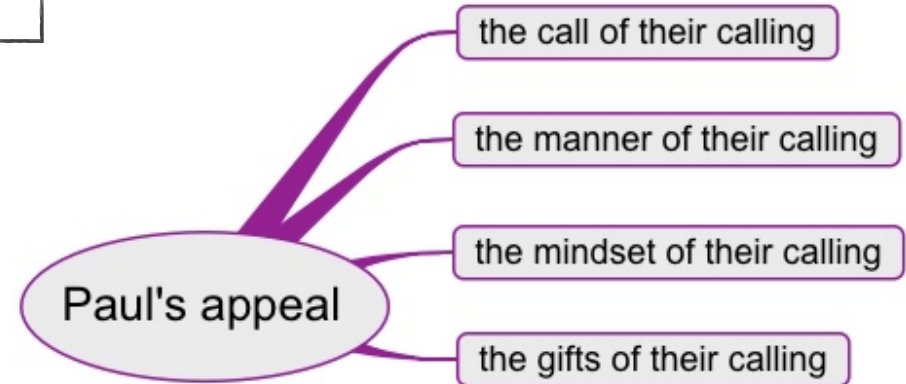 the call of their calling
the manner of their calling
the mindset of their calling
Paul's appeal
the gifts of their calling